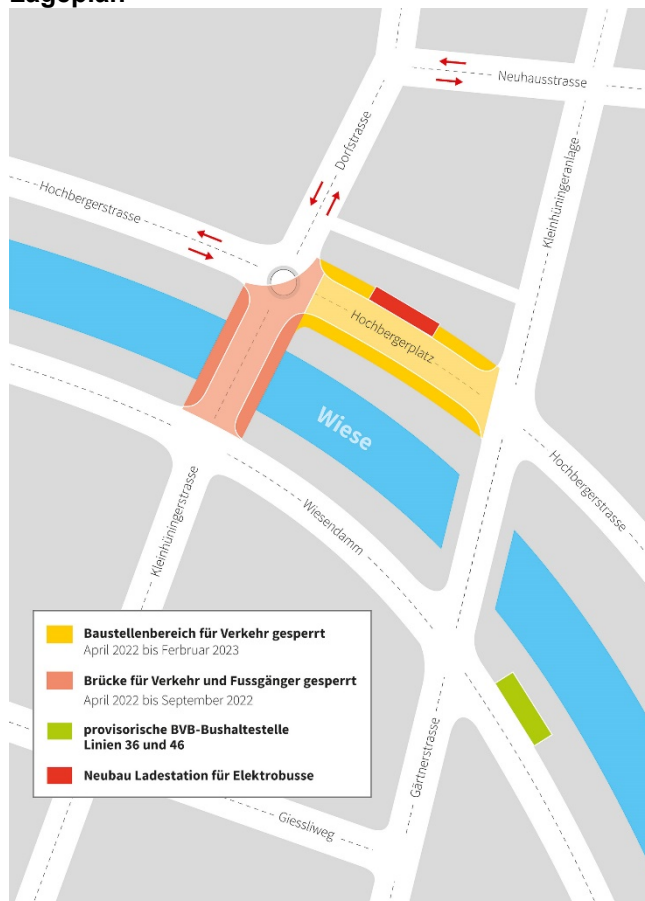 Lageplan
Neuhausstrasse
Dorfstrasse
Kleinhüningeranlage
Hochbergerstrasse
Hochbergerplatz
Wiese
Hochbergerstrasse
Kleinhüningerstrasse
Wiesendamm
Baustellenbereich für Verkehr gesperrt
April 2022 bis Ferbruar 2023
Brücke für Verkehr und Fussgänger gesperrt
April 2022 bis September 2022
provisorische BVB-Bushaltestelle
Linien 36 und 46
Neubau Ladestation für Elektrobusse
Gärtnerstrasse
Giessliweg